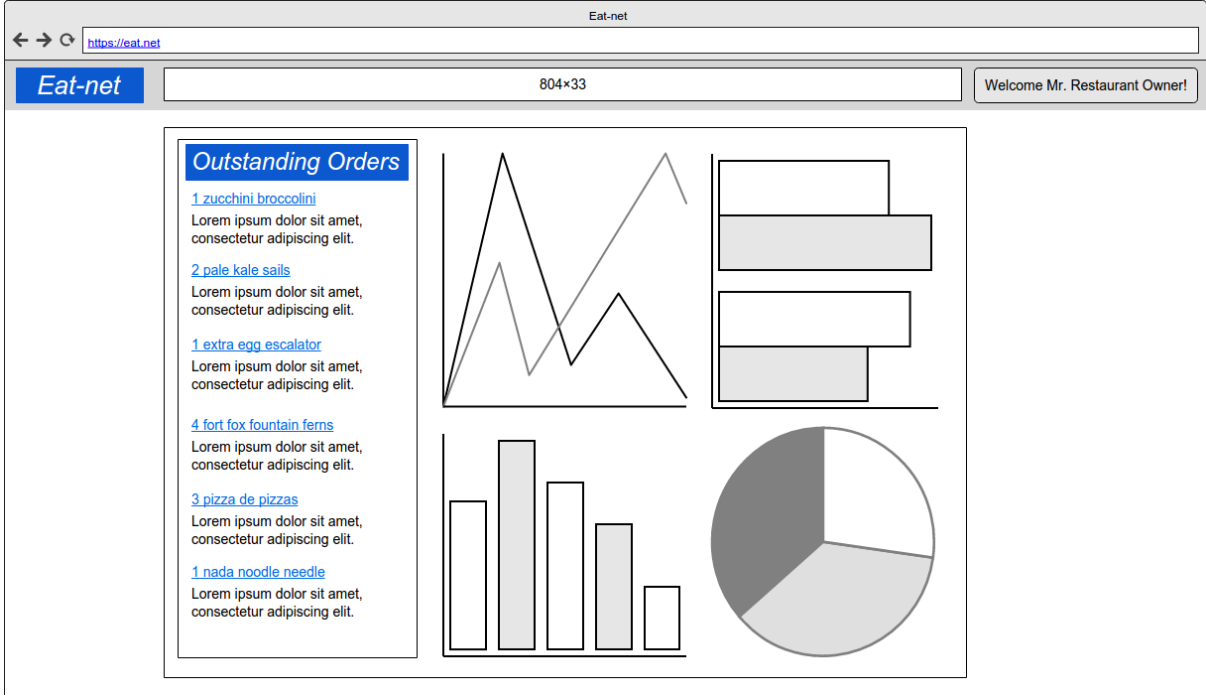 Eat-net
https://eat.net
Eat-net
804×33
Welcome Mr. Restaurant Owner!
Outstanding Orders
1 zucchini broccolini
Lorem ipsum dolor sit amet,
consectetur adipiscing elit.
2 pale kale sails
Lorem ipsum dolor sit amet,
consectetur adipiscing elit.
1 extra egg escalator
Lorem ipsum dolor sit amet,
consectetur adipiscing elit.
4 fort fox fountain ferns
Lorem ipsum dolor sit amet,
consectetur adipiscing elit.
3 pizza de pizzas
Lorem ipsum dolor sit amet,
consectetur adipiscing elit.
1 nada noodle needle
Lorem ipsum dolor sit amet,
consectetur adipiscing elit.